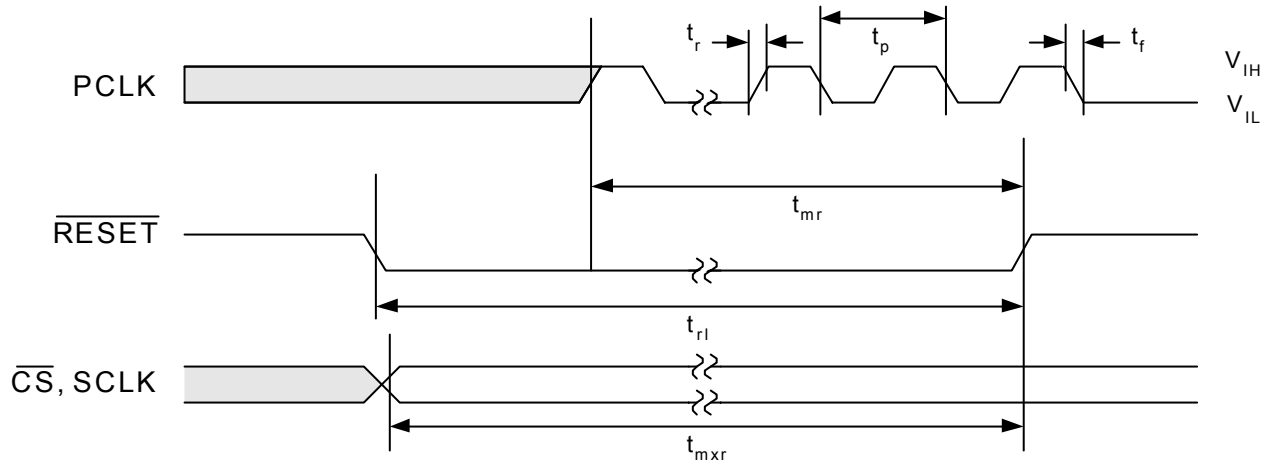 t_r
t_p
t_f
PCLK
V_IH
V_IL
t_mr
RESET
t_rl
CS, SCLK
t_mxr